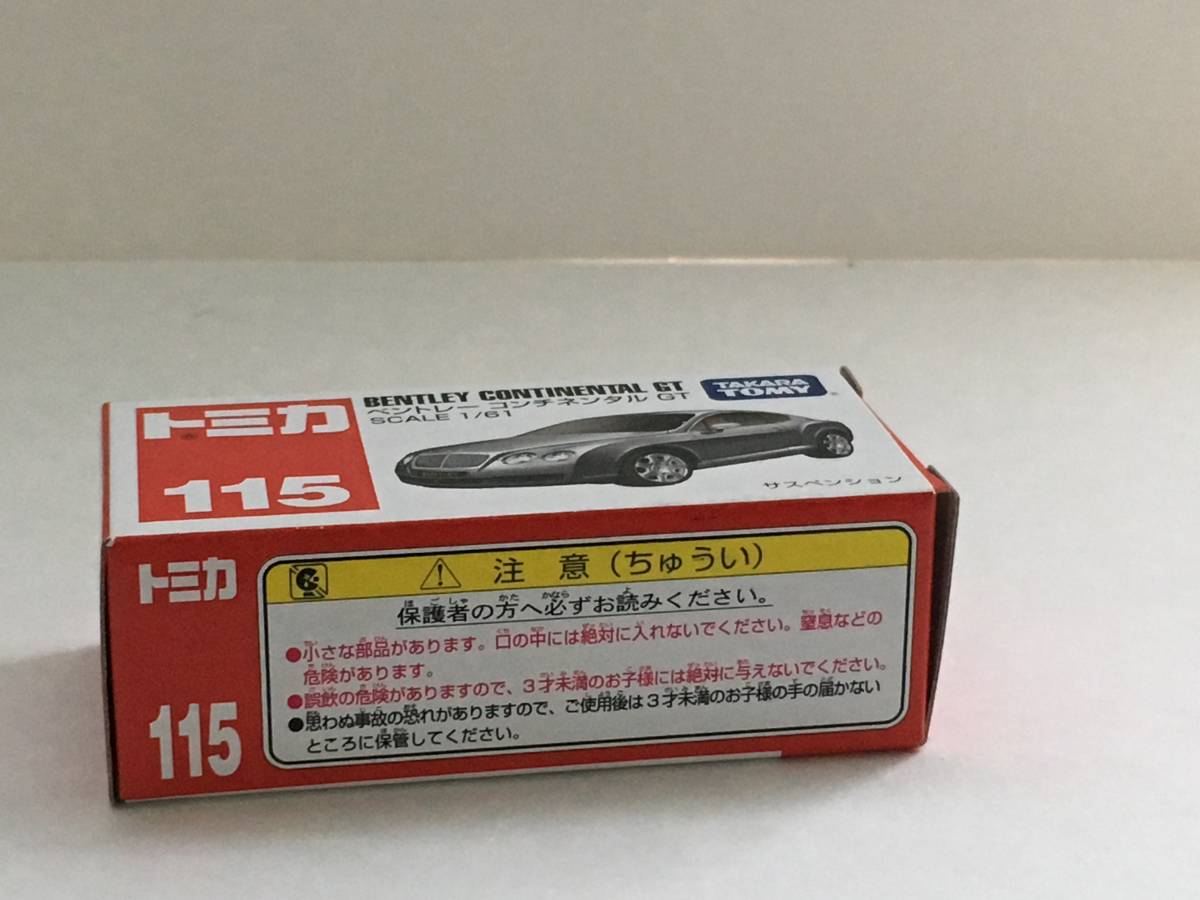 トミカ
115
BENTLEY CONTINENTAL GT
ベントレー コンチネンタル GT
SCALE 1/61
TAKARA
TOMY
サスペンション
トミカ
115
注 意 (ちゅうい)
保護者の方へ必ずお読みください。
●小さな部品があります。口の中には絶対に入れないでください。窒息などの
危険があります。
●誤飲の危険がありますので、3才未満のお子様には絶対に与えないでください。
●思わぬ事故の恐れがありますので、ご使用後は3才未満のお子様の手の届かない
ところに保管してください。